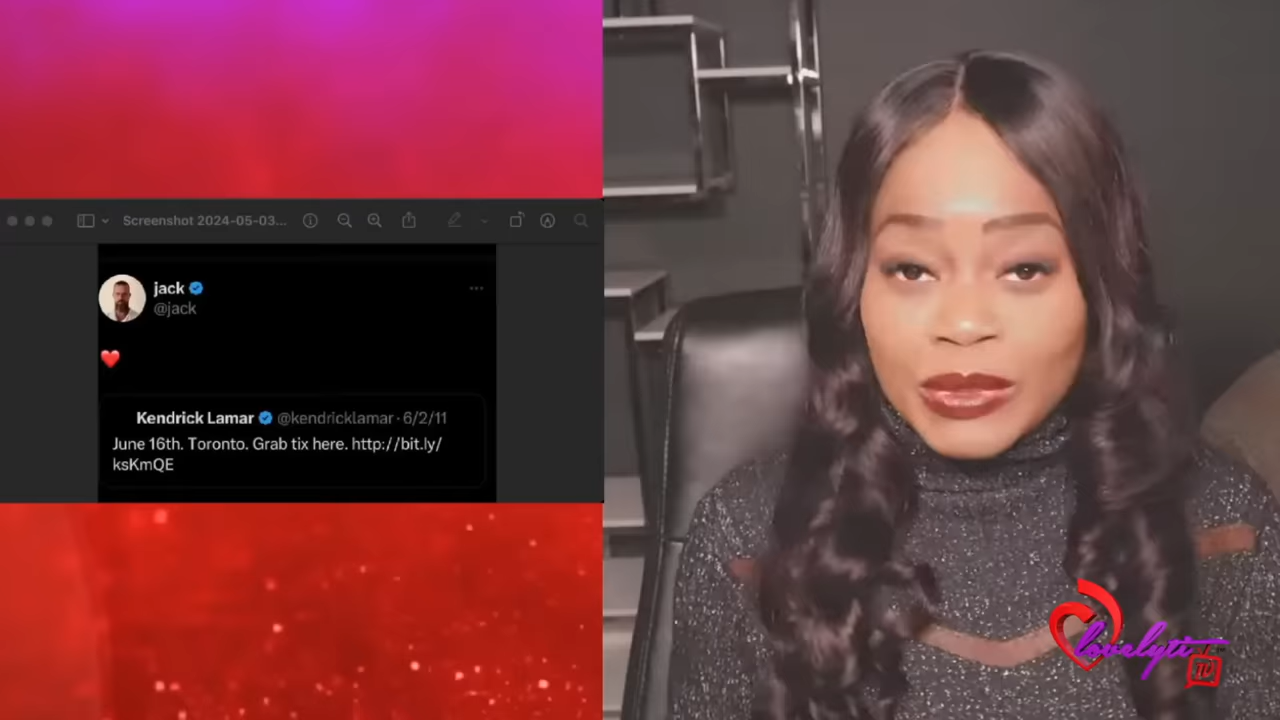 Screenshot 2024-05-03...
jack
@jack
❤️
Kendrick Lamar @kendricklamar · 6/2/11
June 16th. Toronto. Grab tix here. http://bit.ly/
ksKmQE
lovelyti
TV